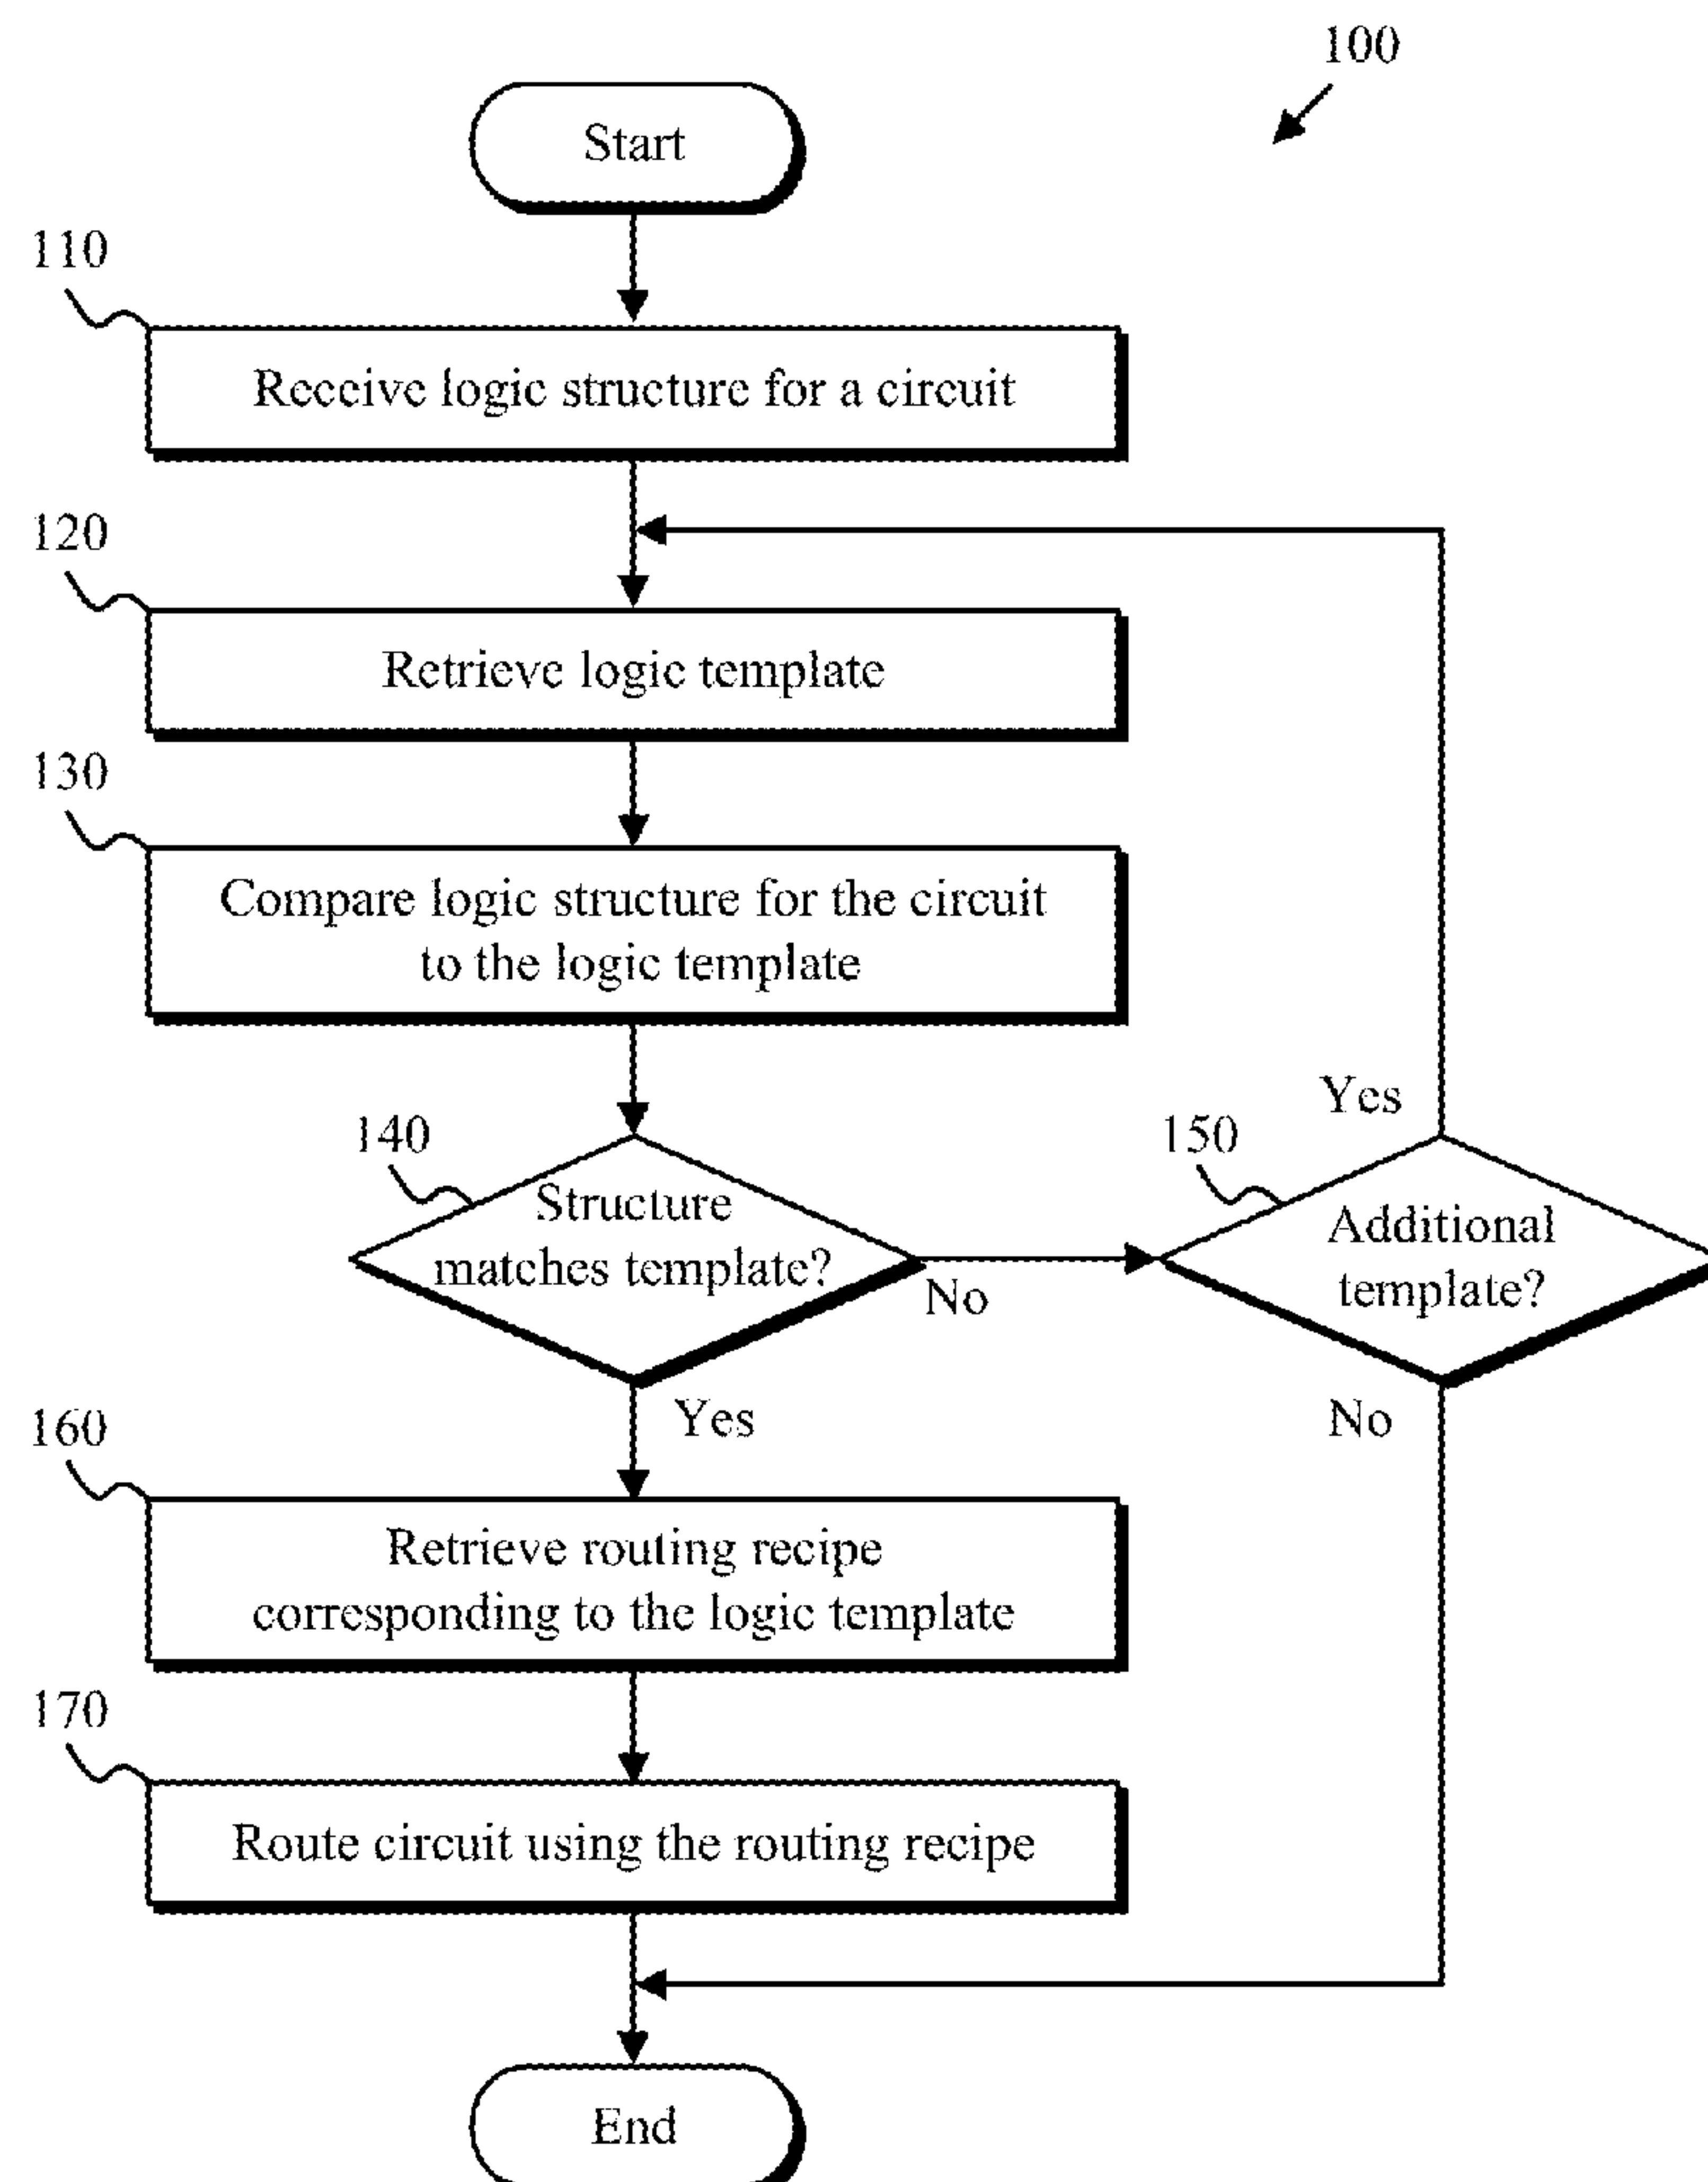 100
Start
110
Receive logic structure for a circuit
120
Retrieve logic template
130
Compare logic structure for the circuit
to the logic template
140
Structure
matches template?
No
Yes
150
Additional
template?
Yes
No
160
Retrieve routing recipe
corresponding to the logic template
170
Route circuit using the routing recipe
End